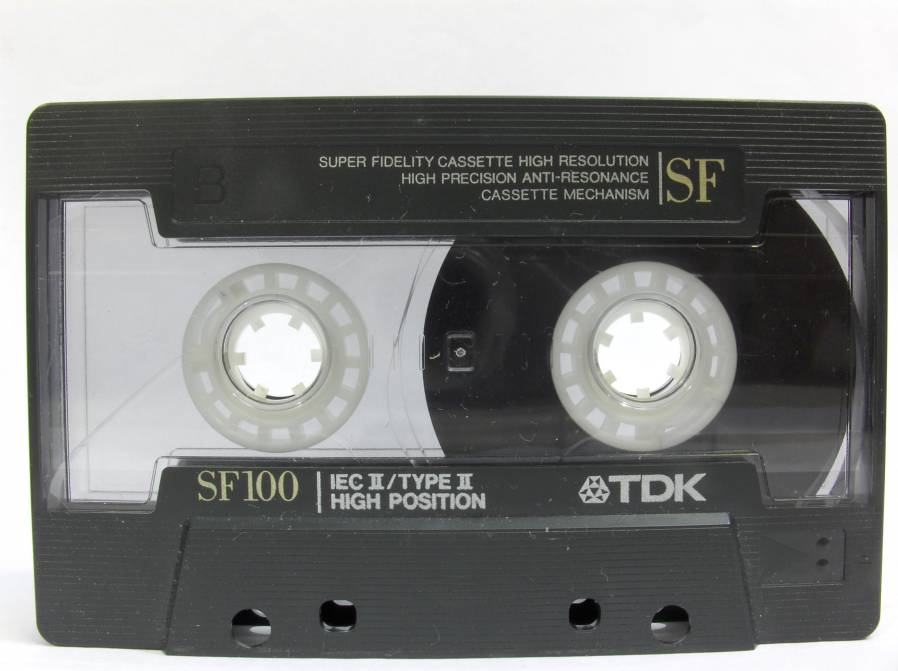 B
SUPER FIDELITY CASSETTE HIGH RESOLUTION
HIGH PRECISION ANTI-RESONANCE
CASSETTE MECHANISM
SF
SF100
IEC II/TYPE II
HIGH POSITION
TDK